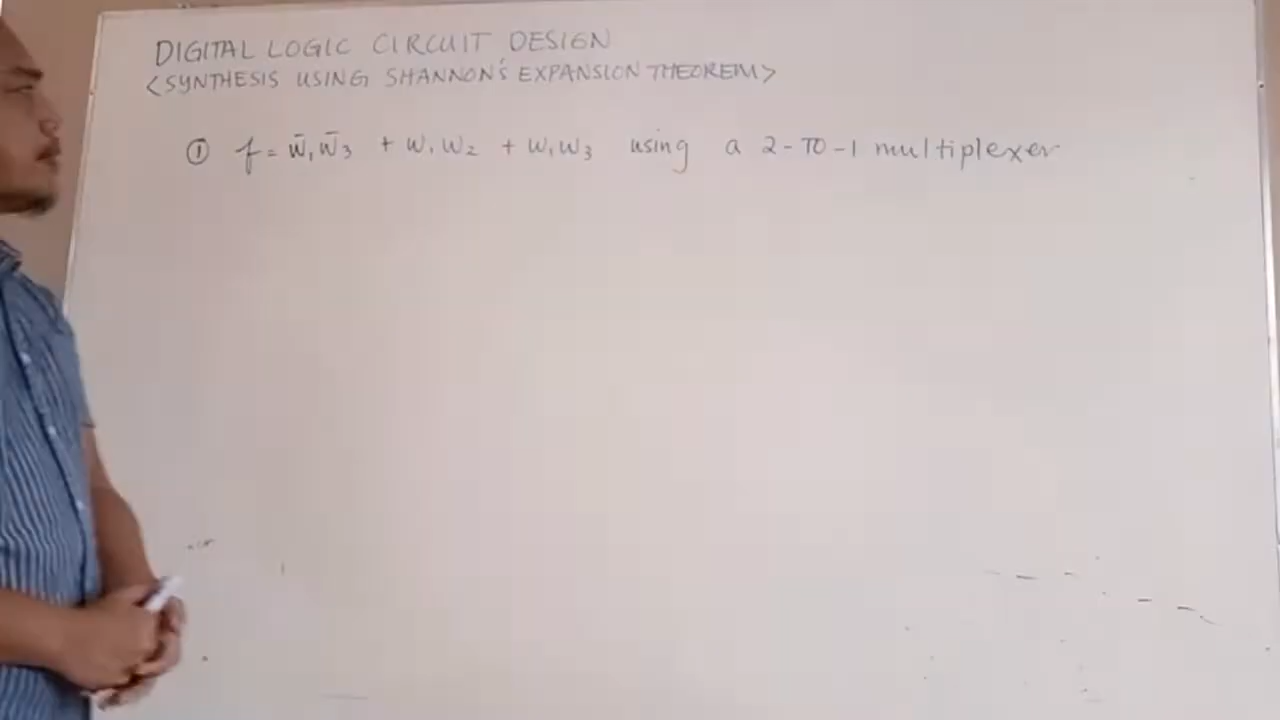 DIGITAL LOGIC CIRCUIT DESIGN
<SYNTHESIS USING SHANNON'S EXPANSION THEOREM>
① f = w̄₁w̄₃ + w₁w₂ + w₁w₃ using a 2-TO-1 multiplexer